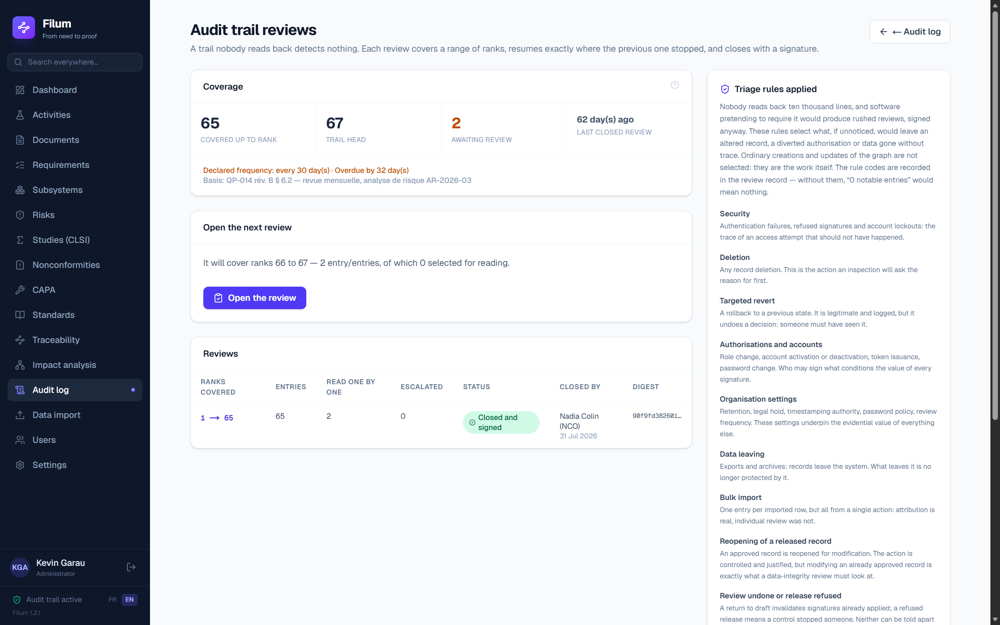 Filum
From need to proof
Search everywhere...
Dashboard
Activities
Documents
Requirements
Subsystems
Risks
Studies (CLSI)
Nonconformities
CAPA
Standards
Traceability
Impact analysis
Audit log
Data import
Users
Settings
KGA
Kevin Garau
Administrator
Audit trail active
FR
EN
Filum 1.2.1
Audit trail reviews
A trail nobody reads back detects nothing. Each review covers a range of ranks, resumes exactly where the previous one stopped, and closes with a signature.
← ← Audit log
Coverage
65
COVERED UP TO RANK
67
TRAIL HEAD
2
AWAITING REVIEW
62 day(s) ago
LAST CLOSED REVIEW
Declared frequency: every 30 day(s) · Overdue by 32 day(s)
Basis: QP-014 rév. B § 6.2 — revue mensuelle, analyse de risque AR-2026-03
Open the next review
It will cover ranks 66 to 67 — 2 entry/entries, of which 0 selected for reading.
Open the review
Reviews
RANKS COVERED
ENTRIES
READ ONE BY ONE
ESCALATED
STATUS
CLOSED BY
DIGEST
1 → 65
65
2
0
Closed and signed
Nadia Colin (NCO)
31 Jul 2026
90f9fd382601…
Triage rules applied
Nobody reads back ten thousand lines, and software
pretending to require it would produce rushed reviews, signed
anyway. These rules select what, if unnoticed, would leave an
altered record, a diverted authorisation or data gone without
trace. Ordinary creations and updates of the graph are not
selected: they are the work itself. The rule codes are recorded
in the review record — without them, “0 notable entries” would
mean nothing.
Security
Authentication failures, refused signatures and account lockouts: the
trace of an access attempt that should not have happened.
Deletion
Any record deletion. This is the action an inspection will ask the
reason for first.
Targeted revert
A rollback to a previous state. It is legitimate and logged, but it
undoes a decision: someone must have seen it.
Authorisations and accounts
Role change, account activation or deactivation, token issuance,
password change. Who may sign what conditions the value of every
signature.
Organisation settings
Retention, legal hold, timestamping authority, password policy, review
frequency. These settings underpin the evidential value of everything
else.
Data leaving
Exports and archives: records leave the system. What leaves it is no
longer protected by it.
Bulk import
One entry per imported row, but all from a single action: attribution is
real, individual review was not.
Reopening of a released record
An approved record is reopened for modification. The action is
controlled and justified, but modifying an already approved record is
exactly what a data-integrity review must look at.
Review undone or release refused
A return to draft invalidates signatures already applied; a refused
release means a control stopped someone. Neither can be told apart